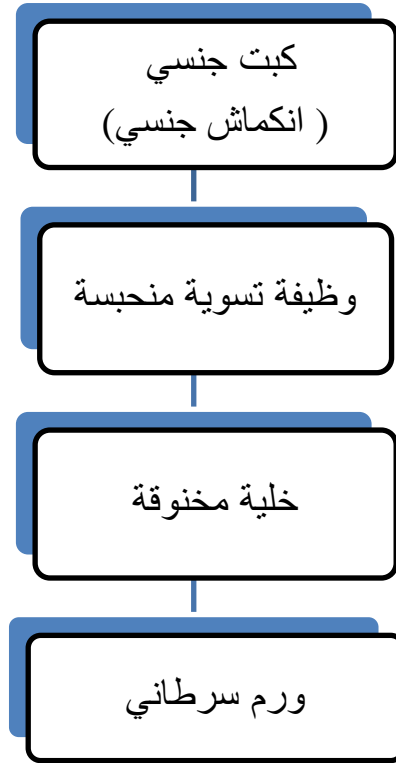 كبت جنسي
( انكماش جنسي)
وظيفة تسوية منحبسة
خلية مخنوقة
ورم سرطاني